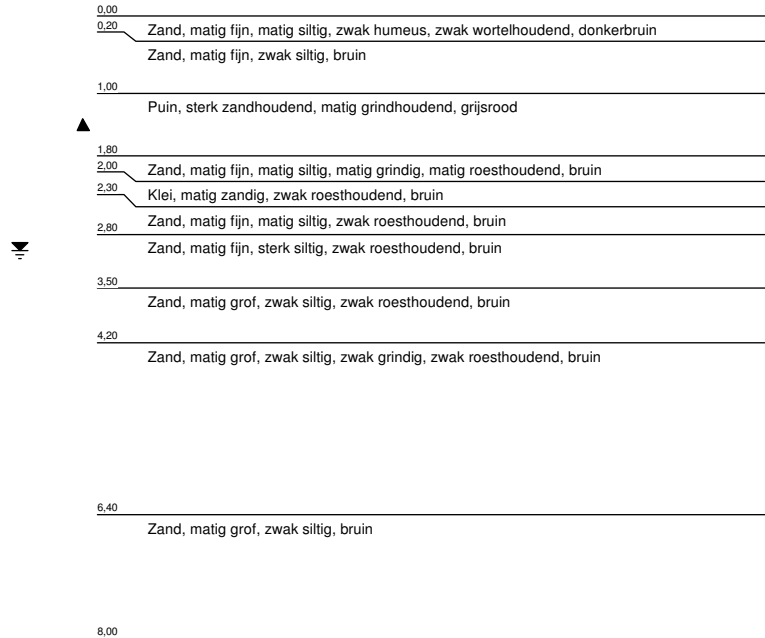 0,00
0,20 Zand, matig fijn, matig siltig, zwak humeus, zwak wortelhoudend, donkerbruin
Zand, matig fijn, zwak siltig, bruin
1,00
Puin, sterk zandhoudend, matig grindhoudend, grijsrood
1,80
2,00 Zand, matig fijn, matig siltig, matig grindig, matig roesthoudend, bruin
2,30 Klei, matig zandig, zwak roesthoudend, bruin
Zand, matig fijn, matig siltig, zwak roesthoudend, bruin
2,80
Zand, matig fijn, sterk siltig, zwak roesthoudend, bruin
3,50
Zand, matig grof, zwak siltig, zwak roesthoudend, bruin
4,20
Zand, matig grof, zwak siltig, zwak grindig, zwak roesthoudend, bruin
6,40
Zand, matig grof, zwak siltig, bruin
8,00